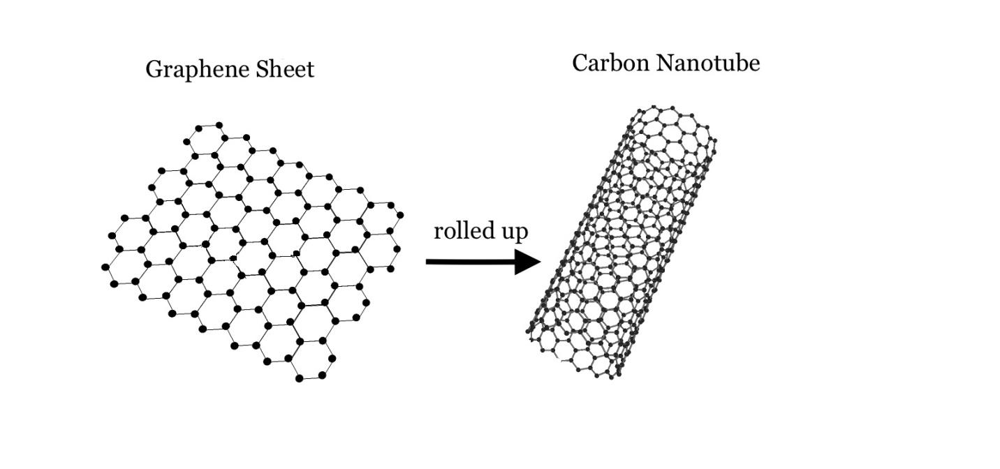 Graphene Sheet
Carbon Nanotube
rolled up